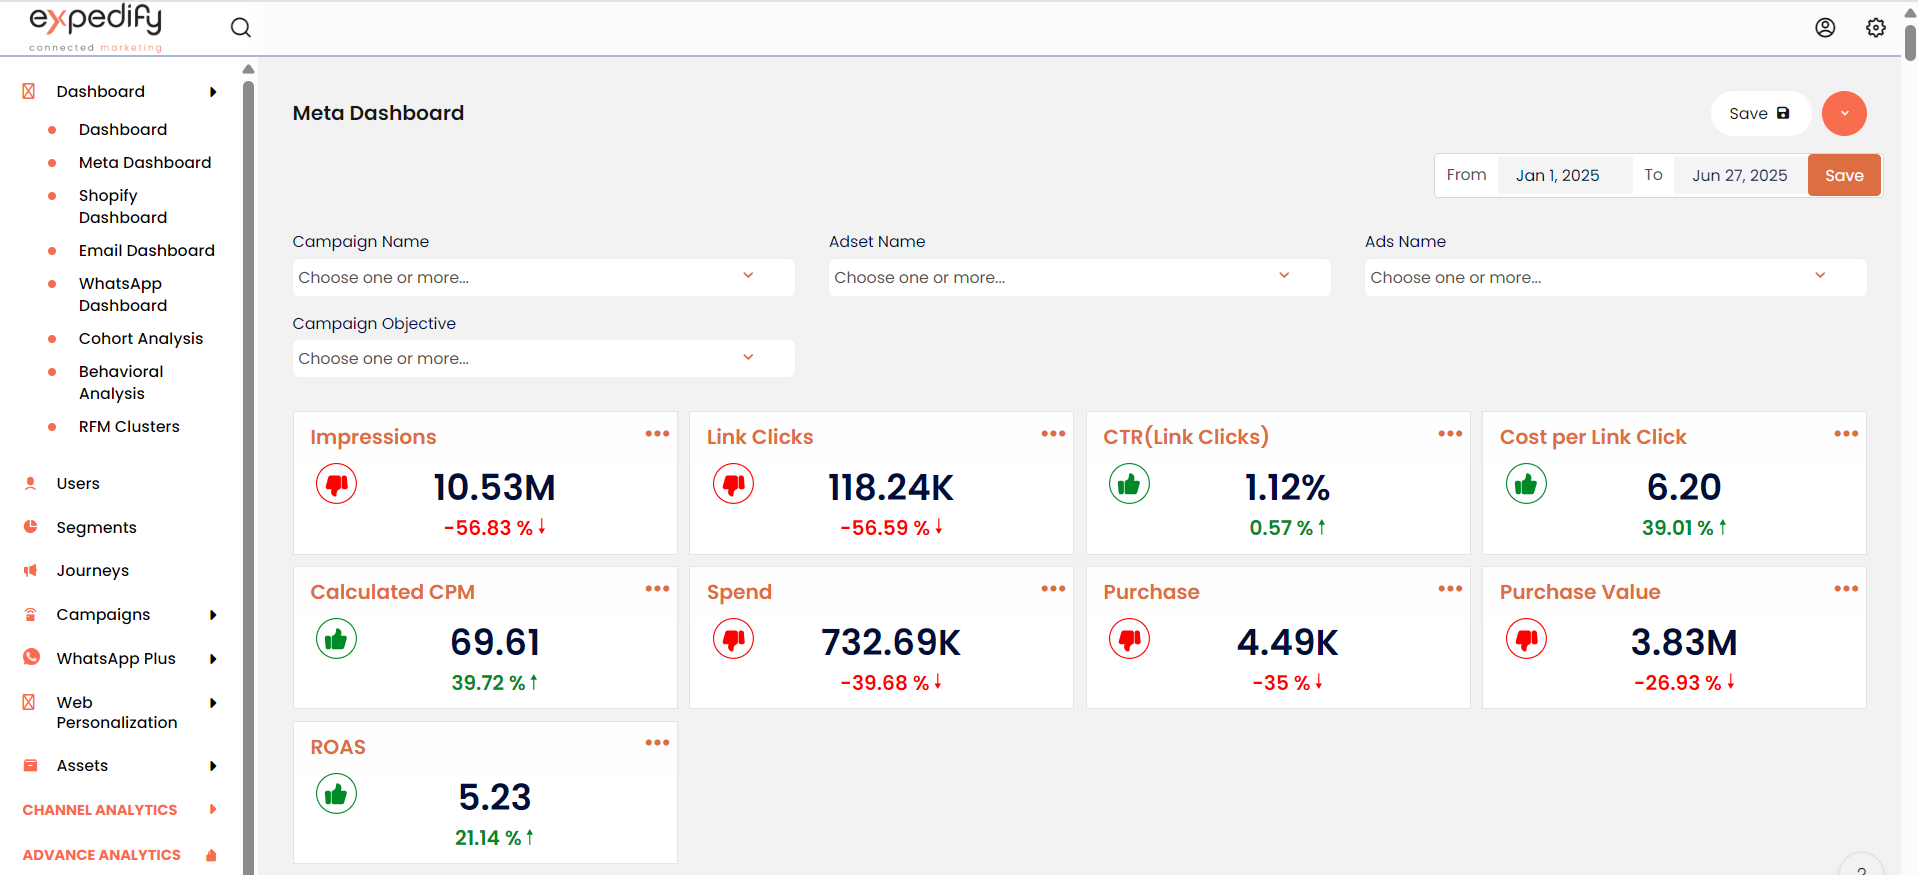 expedify
connected marketing
Dashboard
Dashboard
Meta Dashboard
Shopify
Dashboard
Email Dashboard
WhatsApp
Dashboard
Cohort Analysis
Behavioral
Analysis
RFM Clusters
Users
Segments
Journeys
Campaigns
WhatsApp Plus
Web
Personalization
Assets
CHANNEL ANALYTICS
ADVANCE ANALYTICS
Meta Dashboard
Save
From Jan 1, 2025 To Jun 27, 2025 Save
Campaign Name
Choose one or more...
Adset Name
Choose one or more...
Ads Name
Choose one or more...
Campaign Objective
Choose one or more...
Impressions
10.53M
-56.83 %
Link Clicks
118.24K
-56.59 %
CTR(Link Clicks)
1.12%
0.57 %
Cost per Link Click
6.20
39.01 %
Calculated CPM
69.61
39.72 %
Spend
732.69K
-39.68 %
Purchase
4.49K
-35 %
Purchase Value
3.83M
-26.93 %
ROAS
5.23
21.14 %